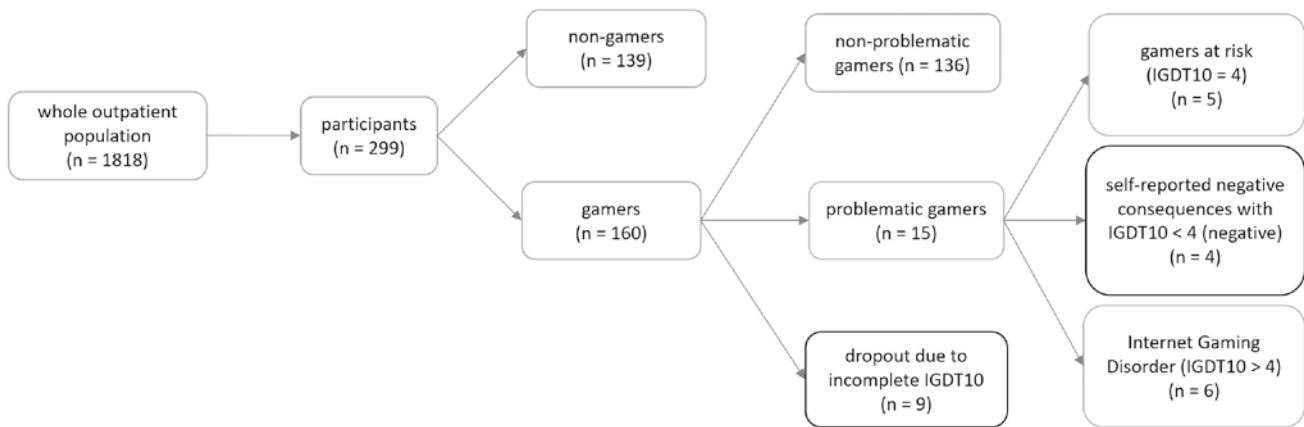 whole outpatient
population
(n = 1818)
participants
(n = 299)
non-gamers
(n = 139)
gamers
(n = 160)
non-problematic
gamers (n = 136)
problematic gamers
(n = 15)
dropout due to
incomplete IGDT10
(n = 9)
gamers at risk
(IGDT10 = 4)
(n = 5)
self-reported negative
consequences with
IGDT10 < 4 (negative)
(n = 4)
Internet Gaming
Disorder (IGDT10 > 4)
(n = 6)